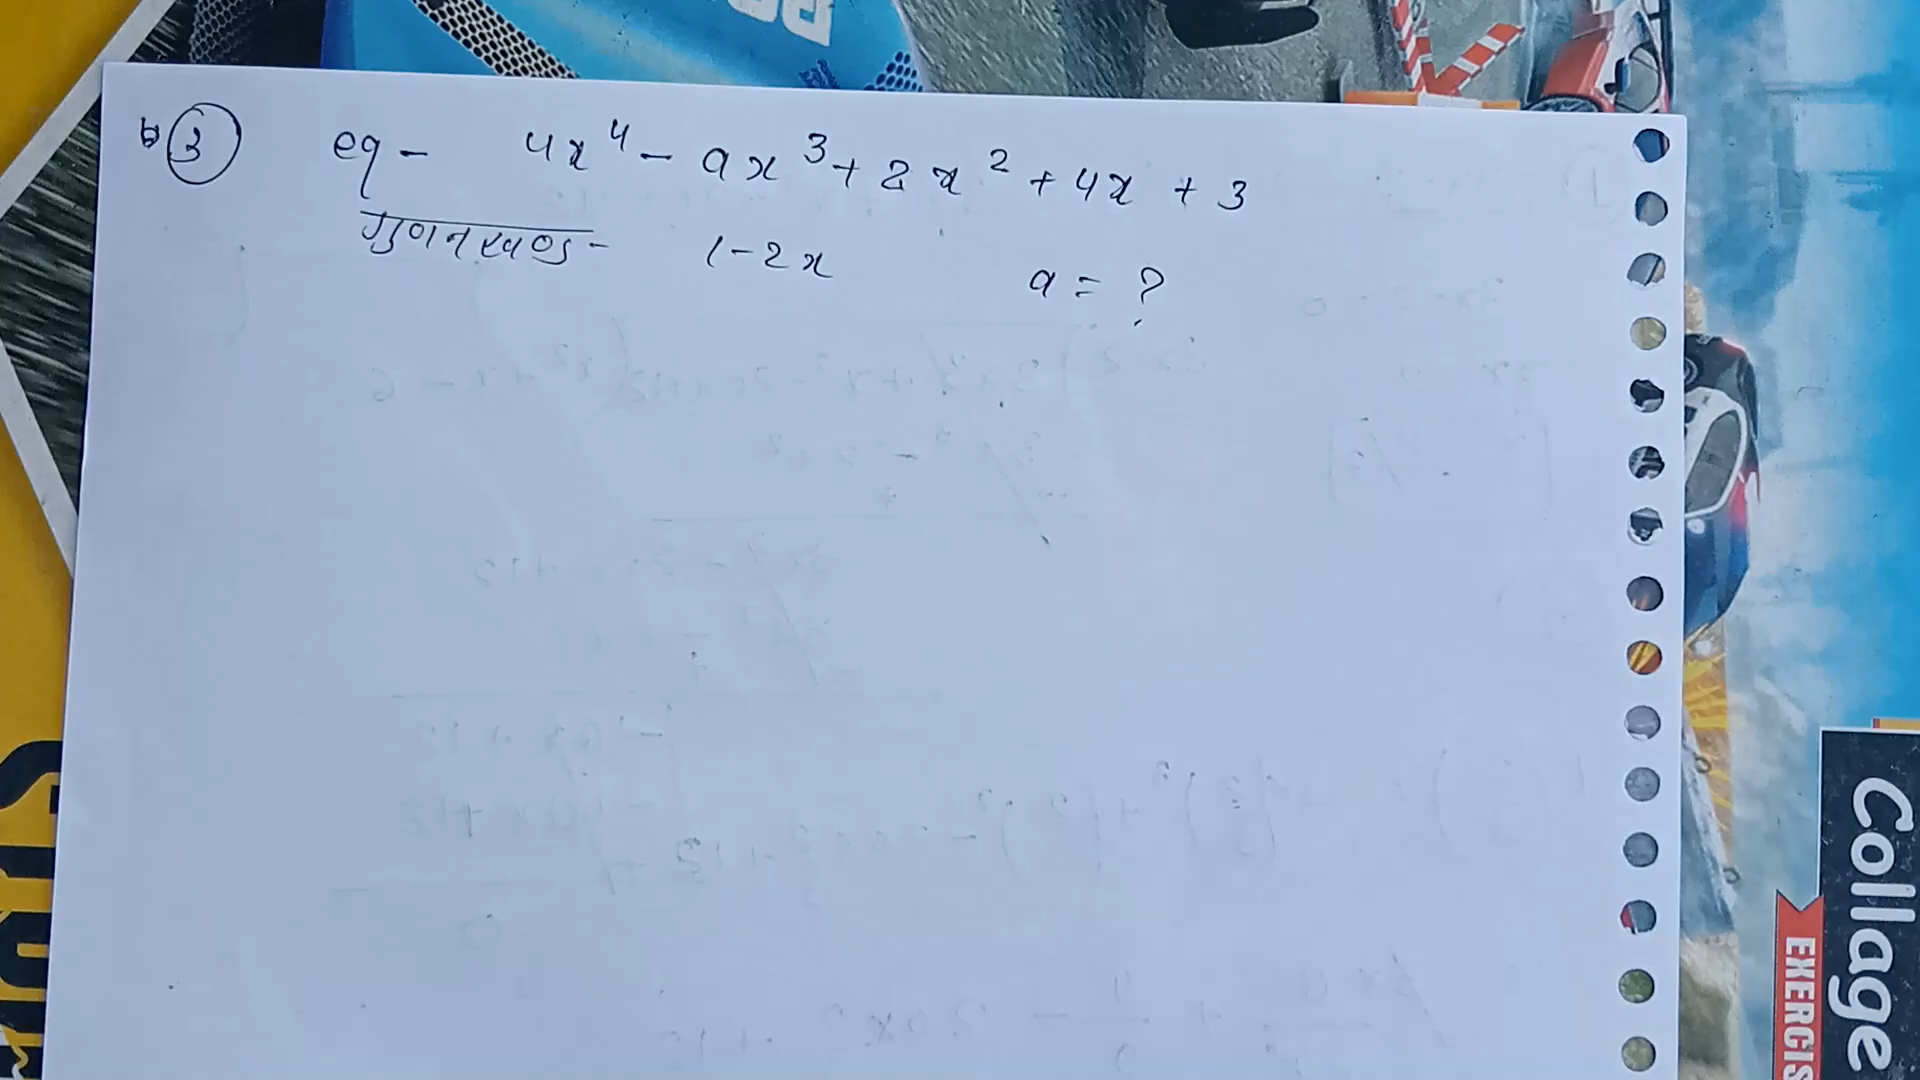 ③ eq - 4x⁴ - ax³ + 2x² + 4x + 3
गुणनखण्ड - 1-2x a = ?
Collage
EXERCIS